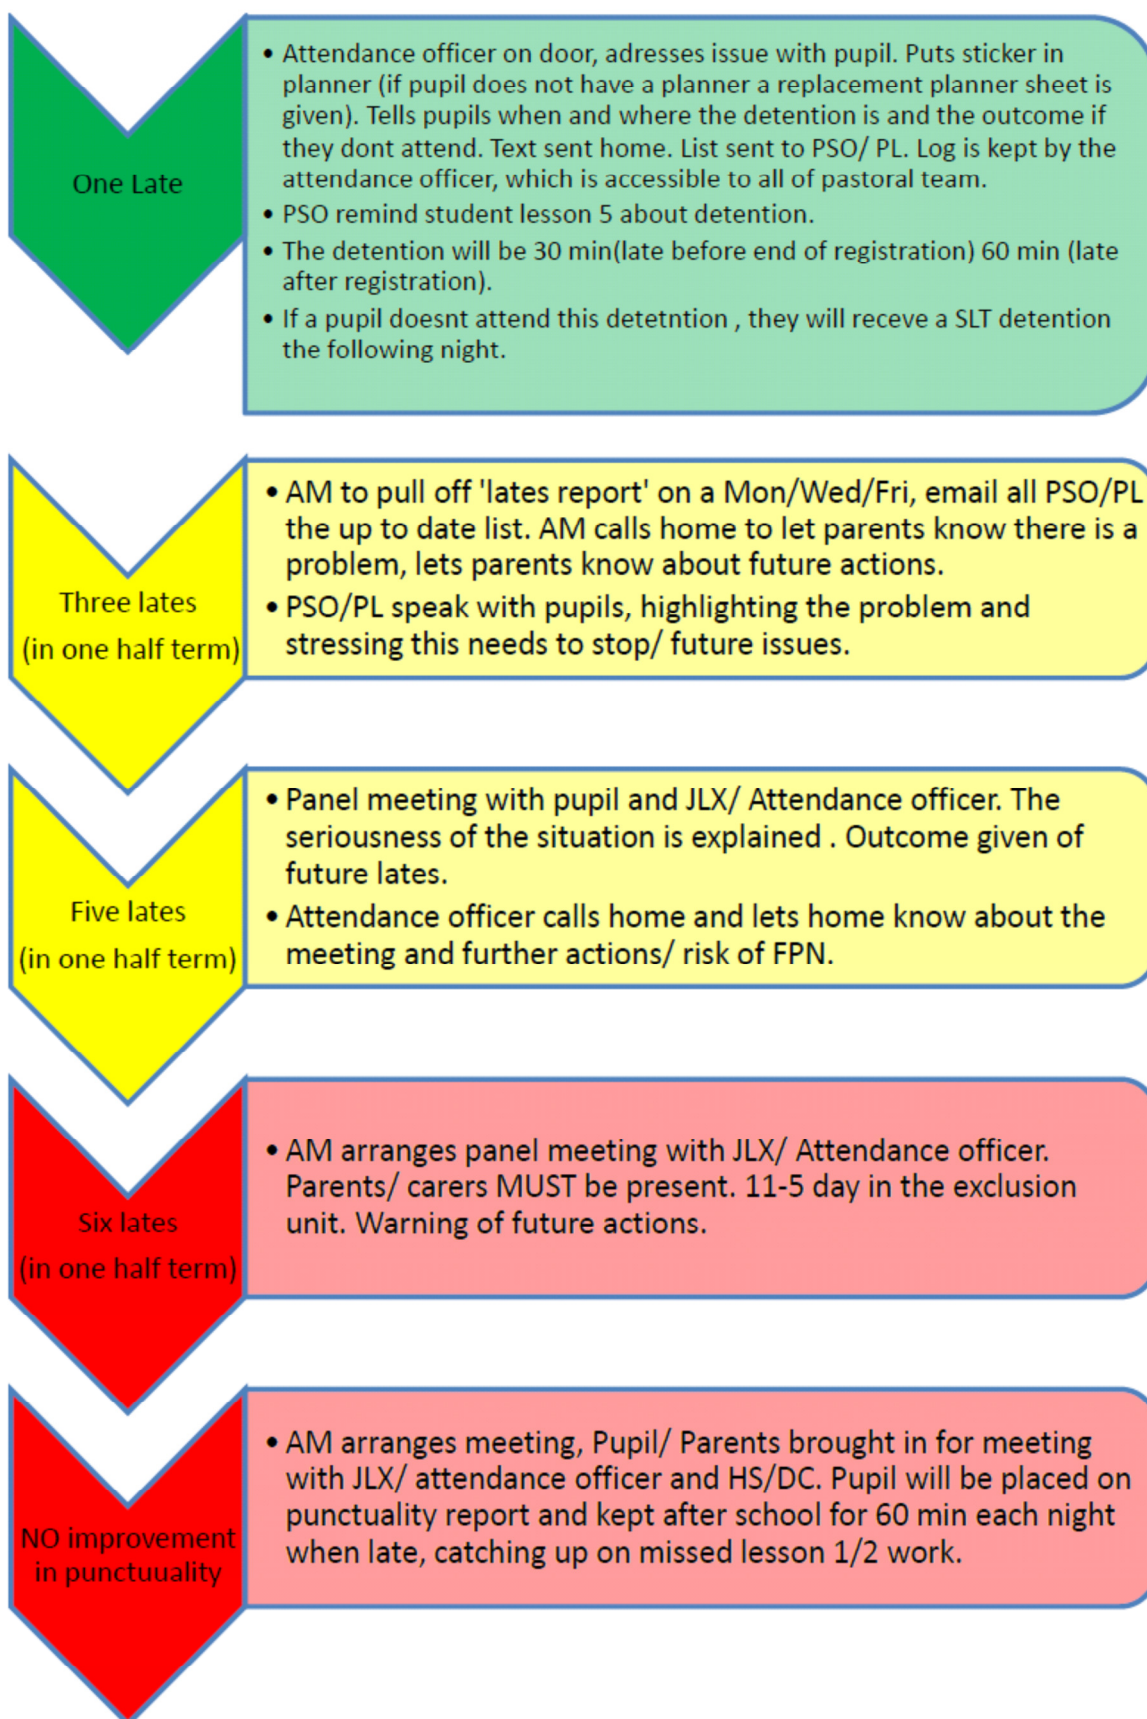 One Late
• Attendance officer on door, adresses issue with pupil. Puts sticker in
planner (if pupil does not have a planner a replacement planner sheet is
given). Tells pupils when and where the detention is and the outcome if
they dont attend. Text sent home. List sent to PSO/ PL. Log is kept by the
attendance officer, which is accessible to all of pastoral team.
• PSO remind student lesson 5 about detention.
• The detention will be 30 min(late before end of registration) 60 min (late
after registration).
• If a pupil doesnt attend this detetntion , they will receve a SLT detention
the following night.
Three lates
(in one half term)
• AM to pull off 'lates report' on a Mon/Wed/Fri, email all PSO/PL
the up to date list. AM calls home to let parents know there is a
problem, lets parents know about future actions.
• PSO/PL speak with pupils, highlighting the problem and
stressing this needs to stop/ future issues.
Five lates
(in one half term)
• Panel meeting with pupil and JLX/ Attendance officer. The
seriousness of the situation is explained . Outcome given of
future lates.
• Attendance officer calls home and lets home know about the
meeting and further actions/ risk of FPN.
Six lates
(in one half term)
• AM arranges panel meeting with JLX/ Attendance officer.
Parents/ carers MUST be present. 11-5 day in the exclusion
unit. Warning of future actions.
NO improvement
in punctuuality
• AM arranges meeting, Pupil/ Parents brought in for meeting
with JLX/ attendance officer and HS/DC. Pupil will be placed on
punctuality report and kept after school for 60 min each night
when late, catching up on missed lesson 1/2 work.